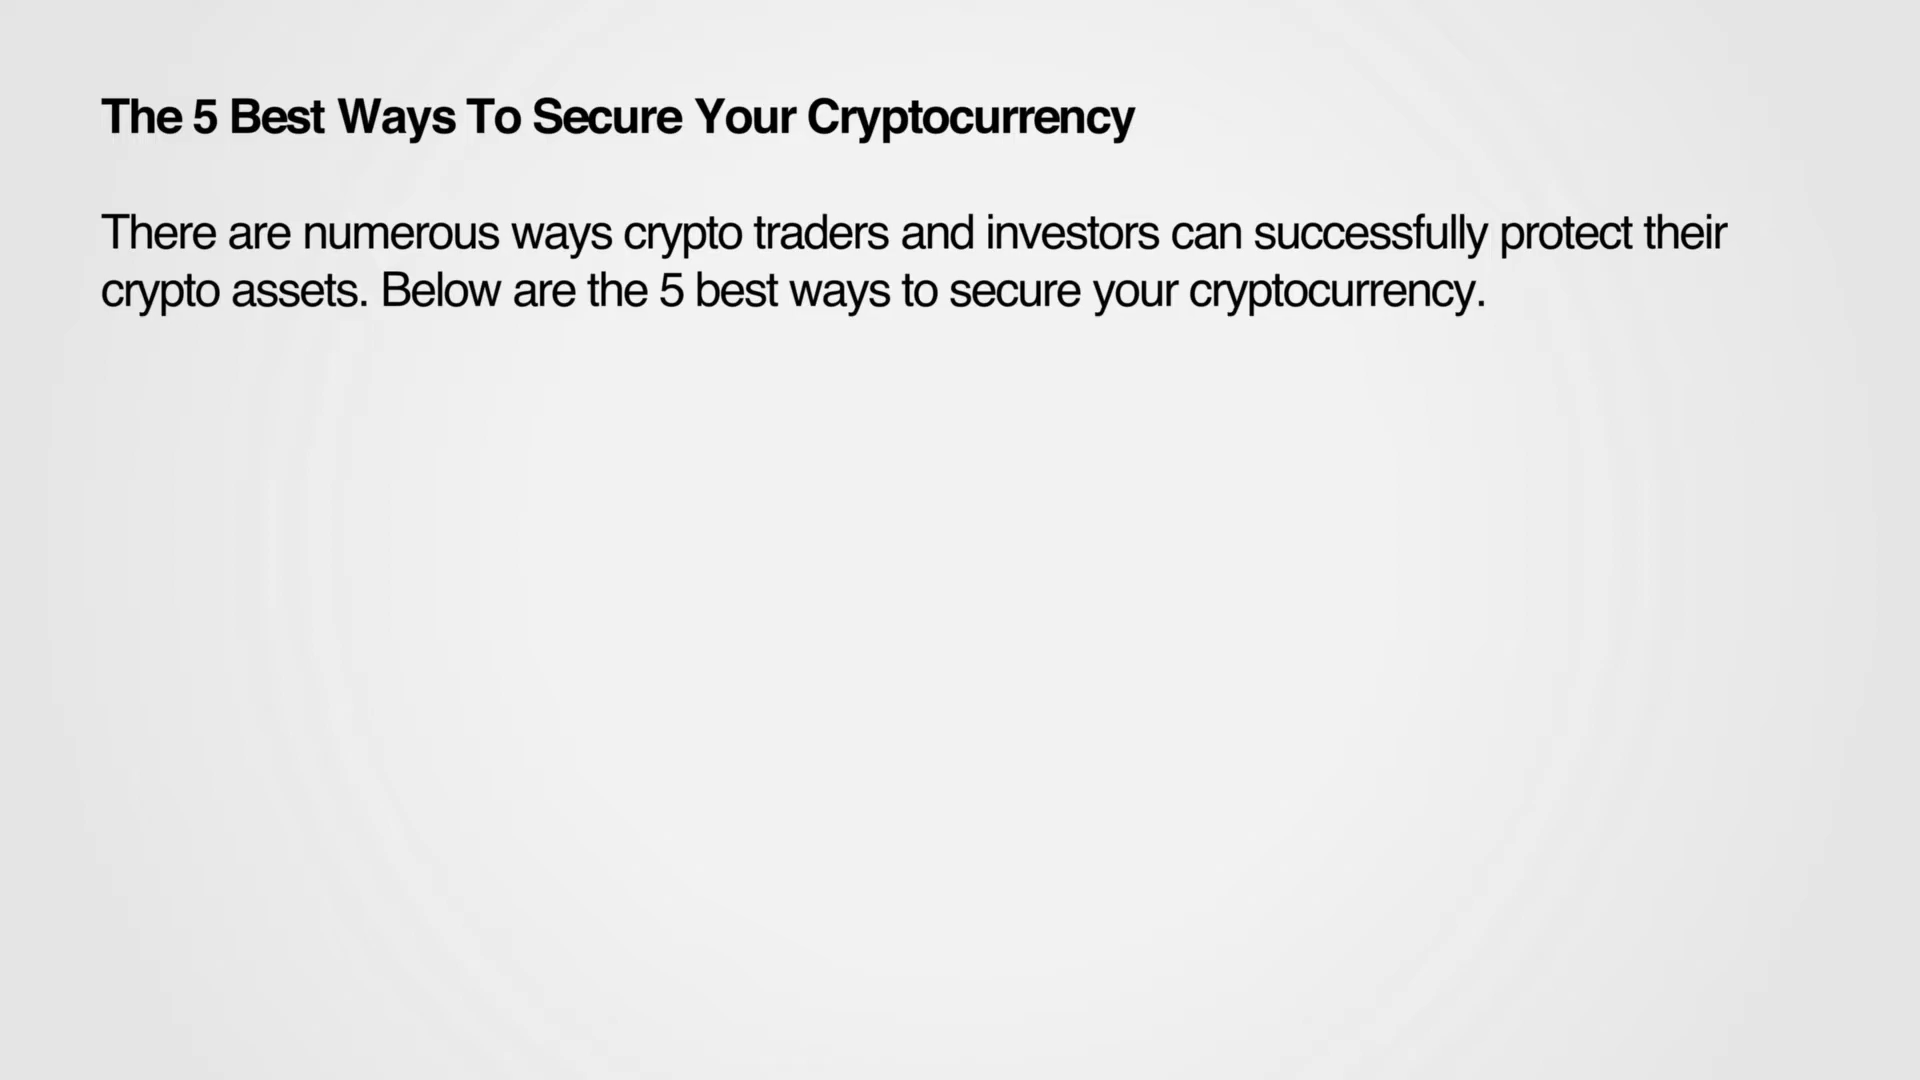 The 5 Best Ways To Secure Your Cryptocurrency
There are numerous ways crypto traders and investors can successfully protect their
crypto assets. Below are the 5 best ways to secure your cryptocurrency.